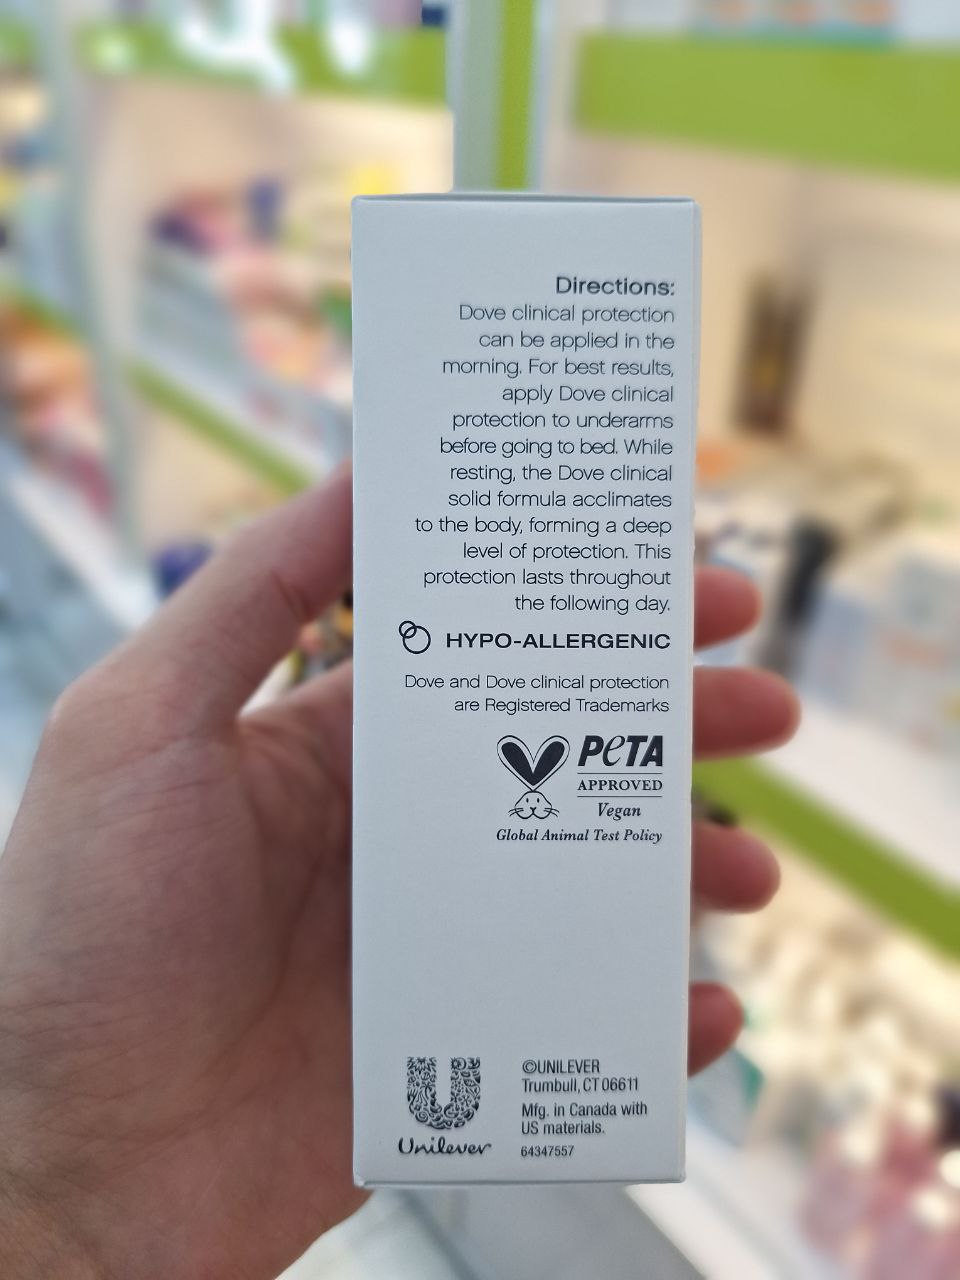 Directions:
Dove clinical protection
can be applied in the
morning. For best results,
apply Dove clinical
protection to underarms
before going to bed. While
resting, the Dove clinical
solid formula acclimates
to the body, forming a deep
level of protection. This
protection lasts throughout
the following day.
HYPO-ALLERGENIC
Dove and Dove clinical protection
are Registered Trademarks
PeTA
APPROVED
Vegan
Global Animal Test Policy
Unilever
©UNILEVER
Trumbull, CT 06611
Mfg. in Canada with
US materials.
64347557